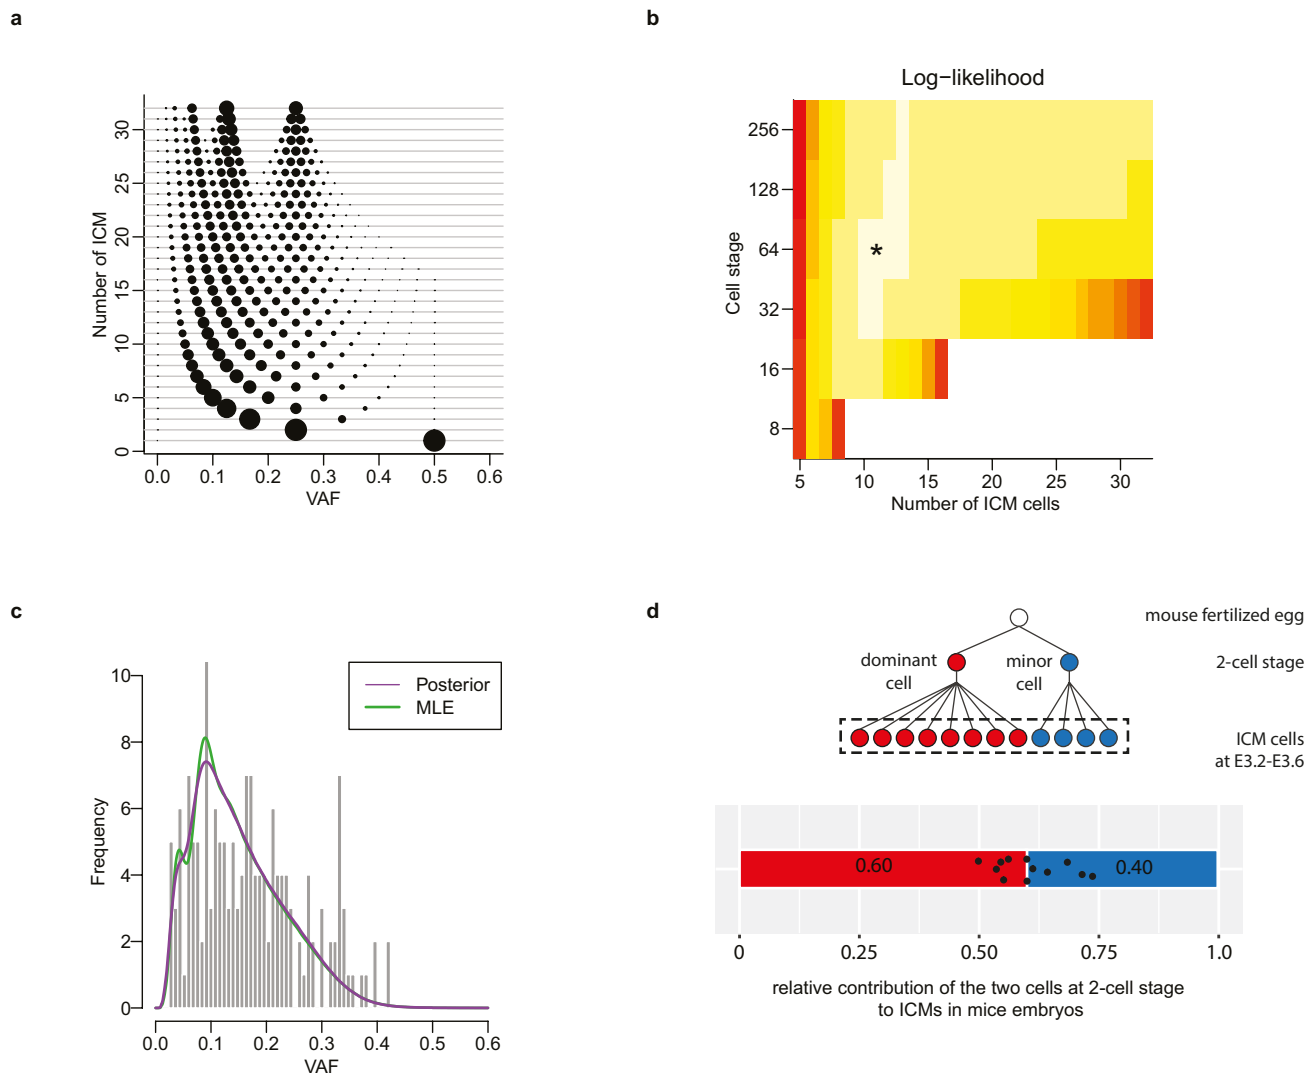 a
30
25
20
15
10
5
0
Number of ICM
0.0 0.1 0.2 0.3 0.4 0.5 0.6
VAF
b
Log−likelihood
256
128
64
32
16
8
Cell stage
*
5 10 15 20 25 30
Number of ICM cells
c
10
8
6
4
2
0
Frequency
Posterior
MLE
0.0 0.1 0.2 0.3 0.4 0.5 0.6
VAF
d
mouse fertilized egg
dominant
cell
minor
cell
2-cell stage
ICM cells
at E3.2-E3.6
0.60 0.40
0 0.25 0.50 0.75 1.0
relative contribution of the two cells at 2-cell stage
to ICMs in mice embryos